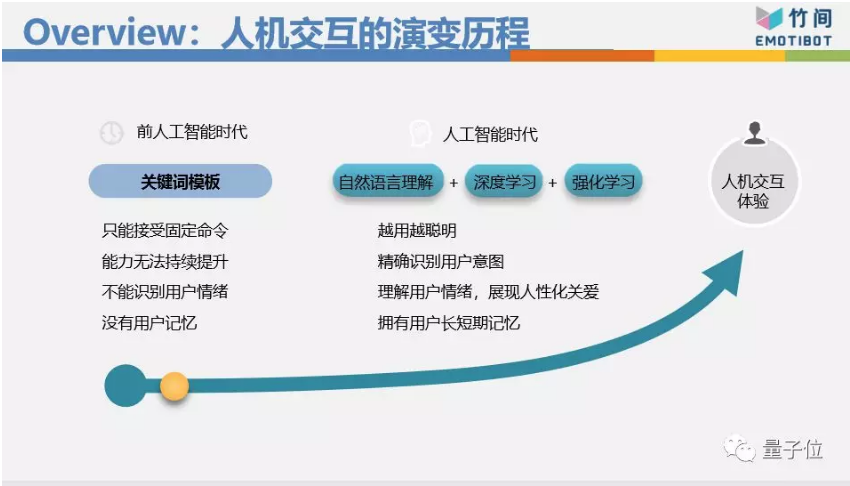 Overview：人机交互的演变历程
竹间
EMOTIBOT
前人工智能时代
人工智能时代
关键词模板
自然语言理解 + 深度学习 + 强化学习
人机交互
体验
只能接受固定命令
能力无法持续提升
不能识别用户情绪
没有用户记忆
越用越聪明
精确识别用户意图
理解用户情绪，展现人性化关爱
拥有用户长短期记忆
量子位